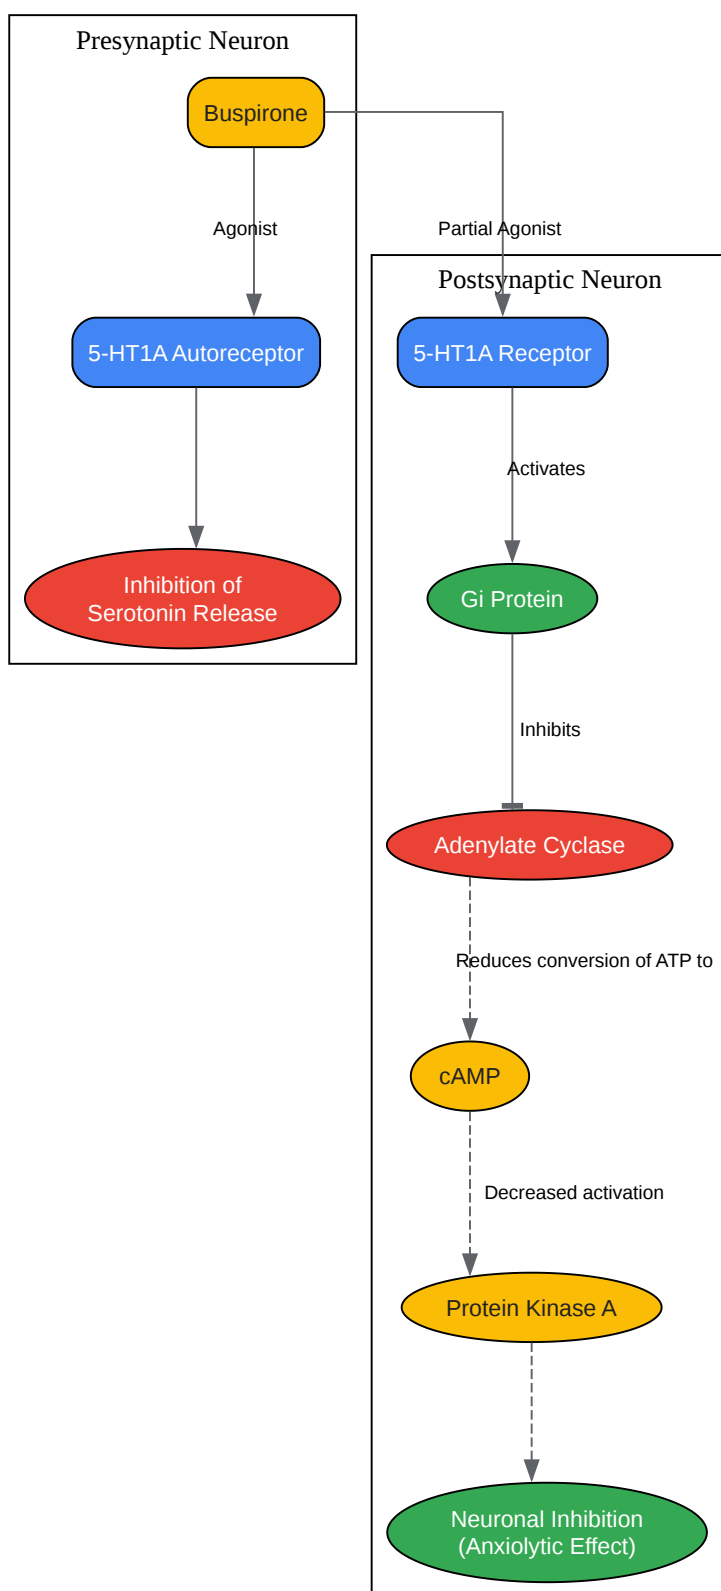 Presynaptic Neuron
Buspirone
Agonist
Partial Agonist
Postsynaptic Neuron
5-HT1A Autoreceptor
5-HT1A Receptor
Activates
Inhibition of
Serotonin Release
Gi Protein
Inhibits
Adenylate Cyclase
Reduces conversion of ATP to
cAMP
Decreased activation
Protein Kinase A
Neuronal Inhibition
(Anxiolytic Effect)